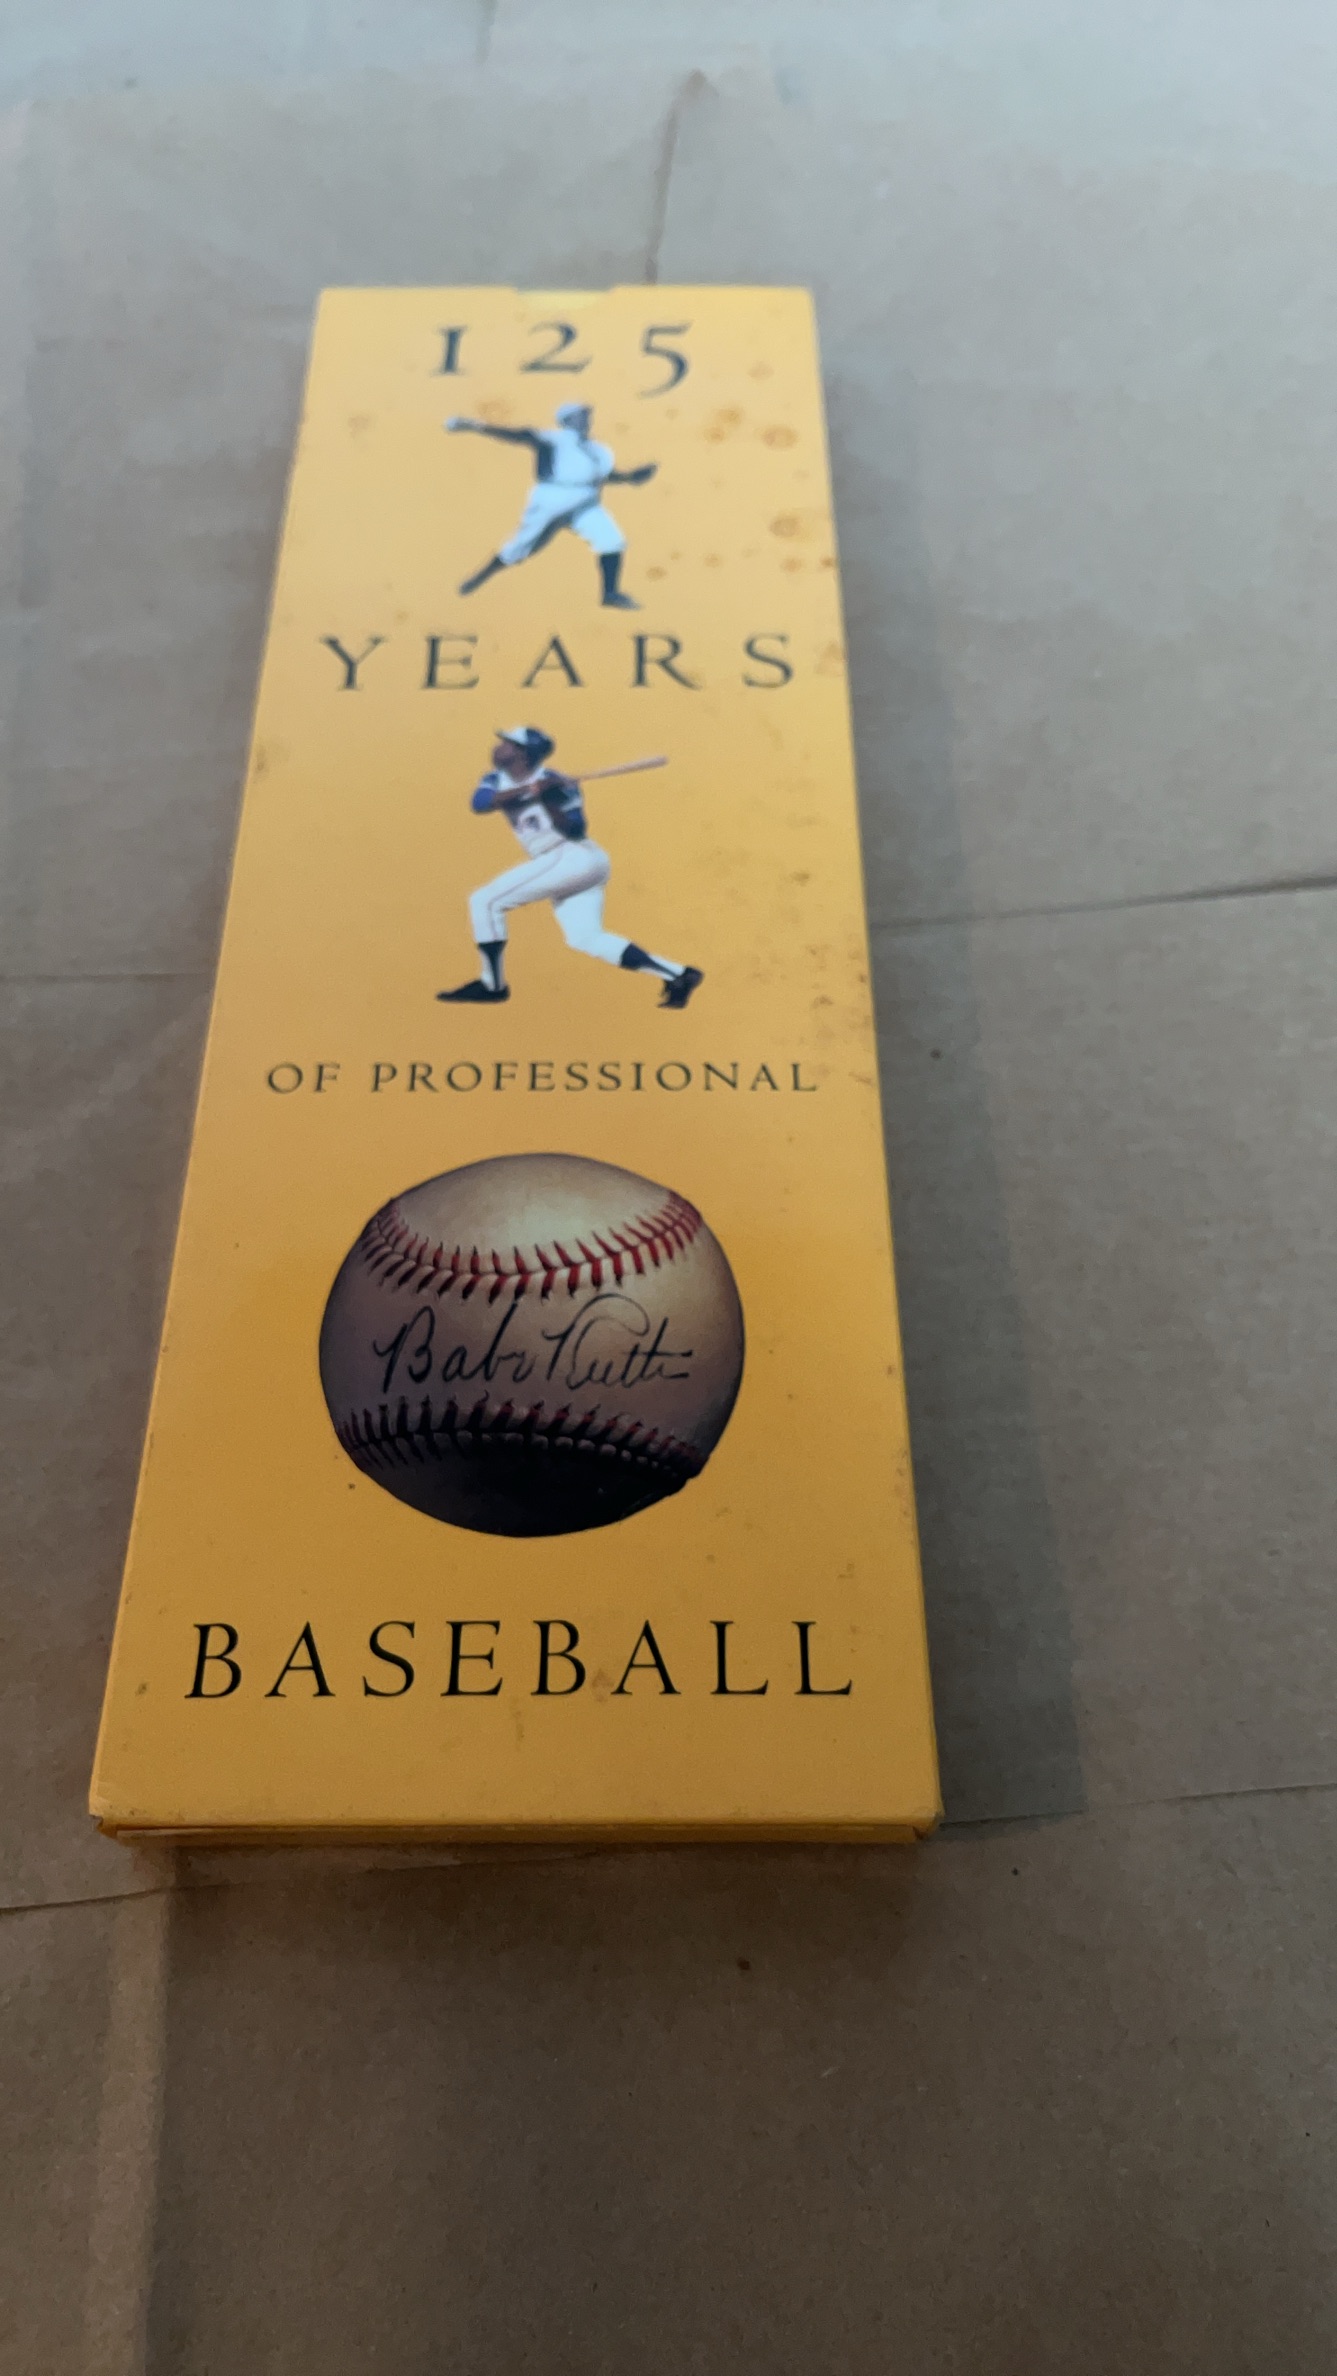 125
YEARS
OF PROFESSIONAL
Babe Ruth
BASEBALL